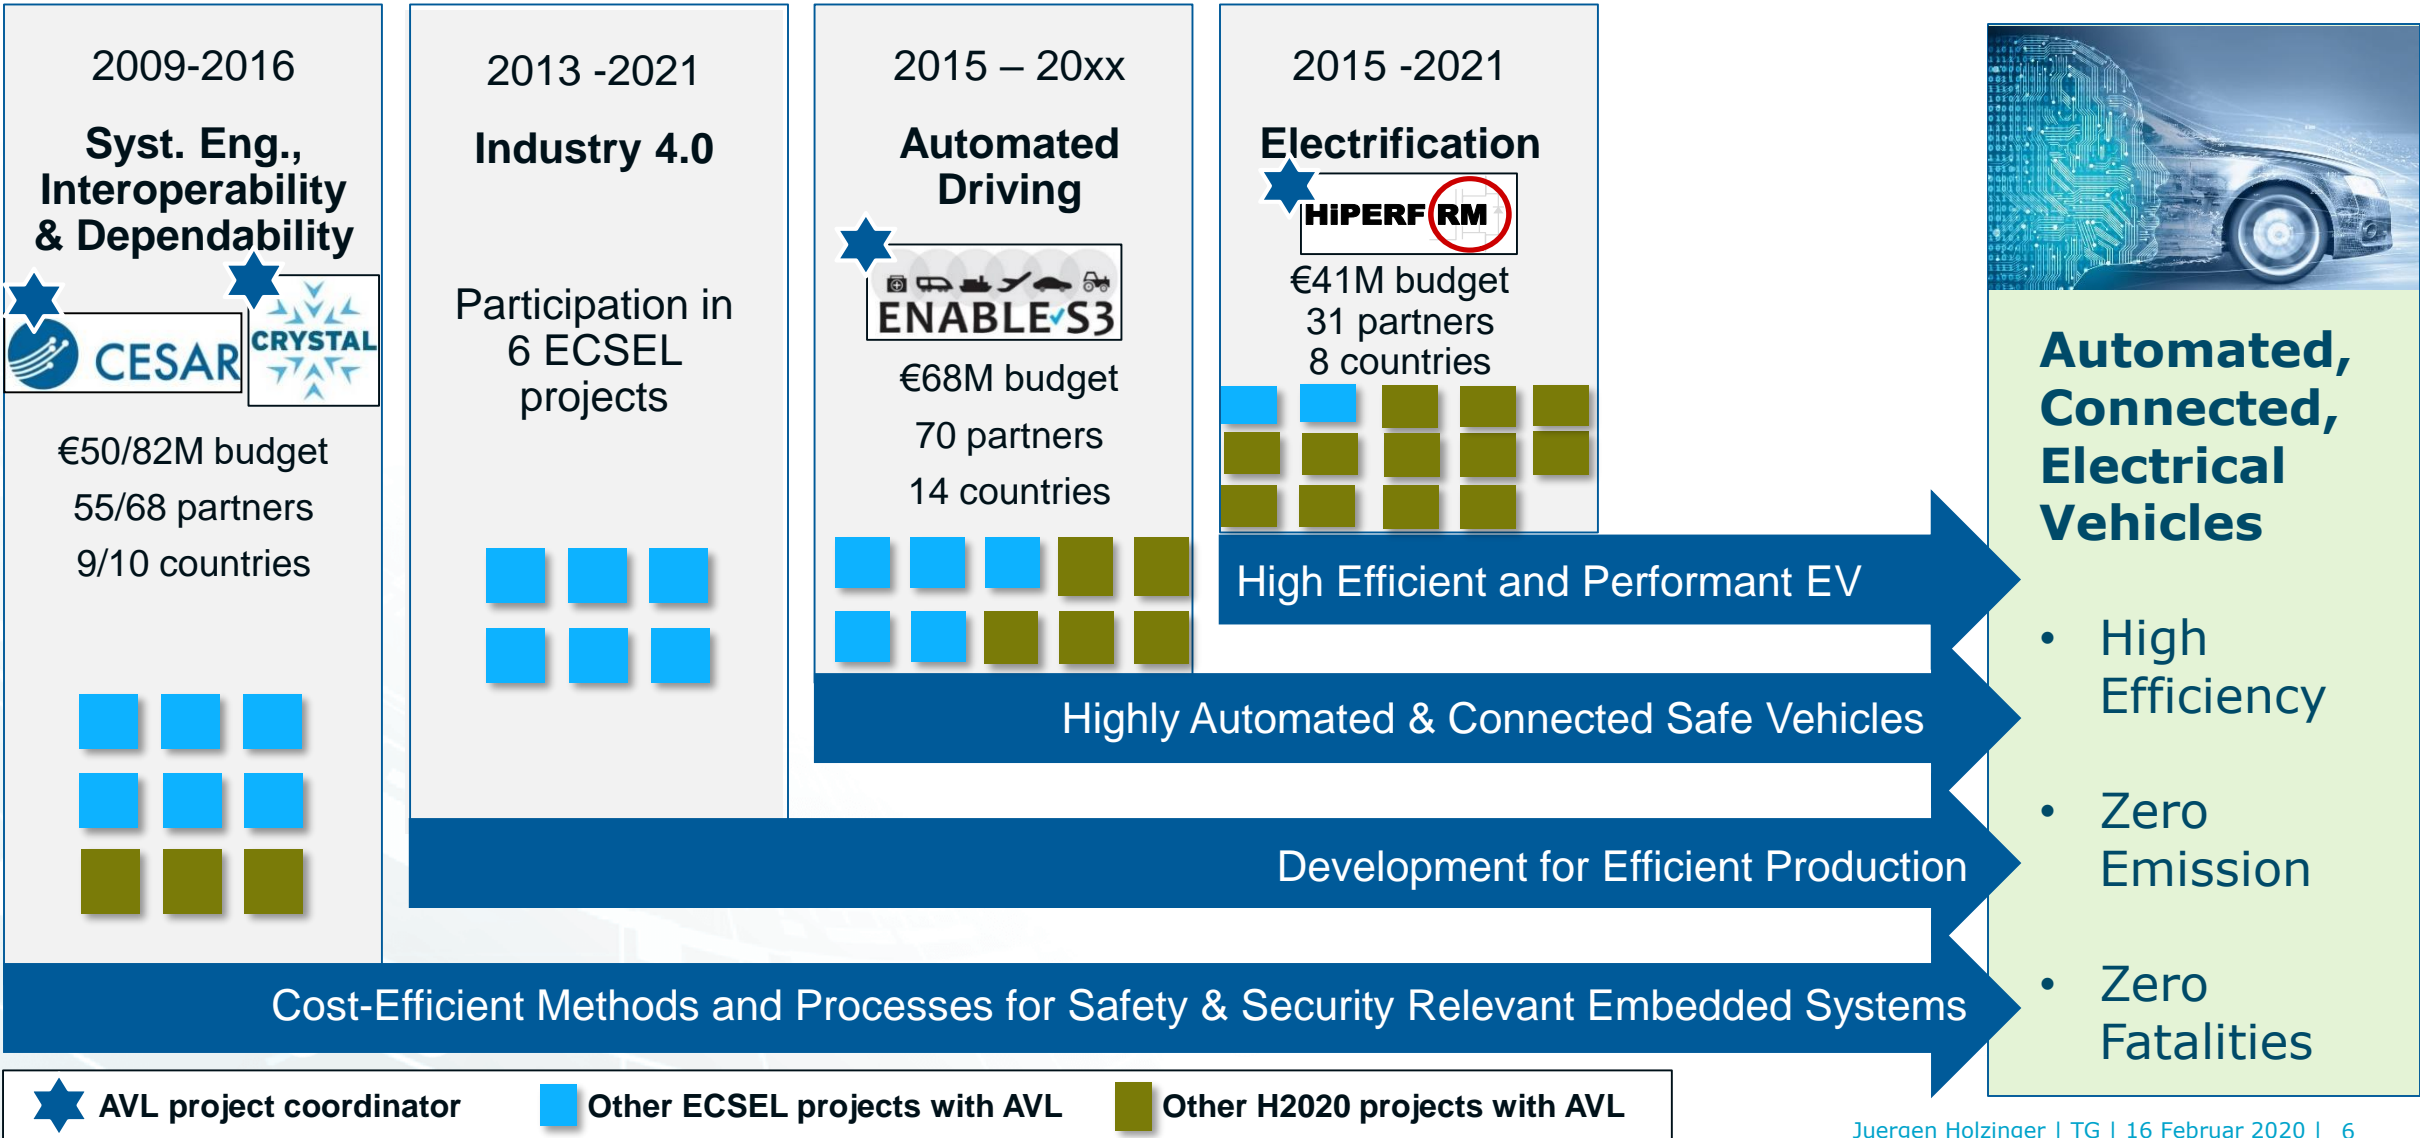 2009-2016
Syst. Eng.,
Interoperability
& Dependability
CESAR
CRYSTAL
€50/82M budget
55/68 partners
9/10 countries
2013 -2021
Industry 4.0
Participation in
6 ECSEL
projects
2015 – 20xx
Automated
Driving
ENABLE S3
€68M budget
70 partners
14 countries
2015 -2021
Electrification
HiPERF RM
€41M budget
31 partners
8 countries
High Efficient and Performant EV
Highly Automated & Connected Safe Vehicles
Development for Efficient Production
Cost-Efficient Methods and Processes for Safety & Security Relevant Embedded Systems
Automated,
Connected,
Electrical
Vehicles
• High
Efficiency
• Zero
Emission
• Zero
Fatalities
AVL project coordinator
Other ECSEL projects with AVL
Other H2020 projects with AVL
Juergen Holzinger | TG | 16 Februar 2020 | 6